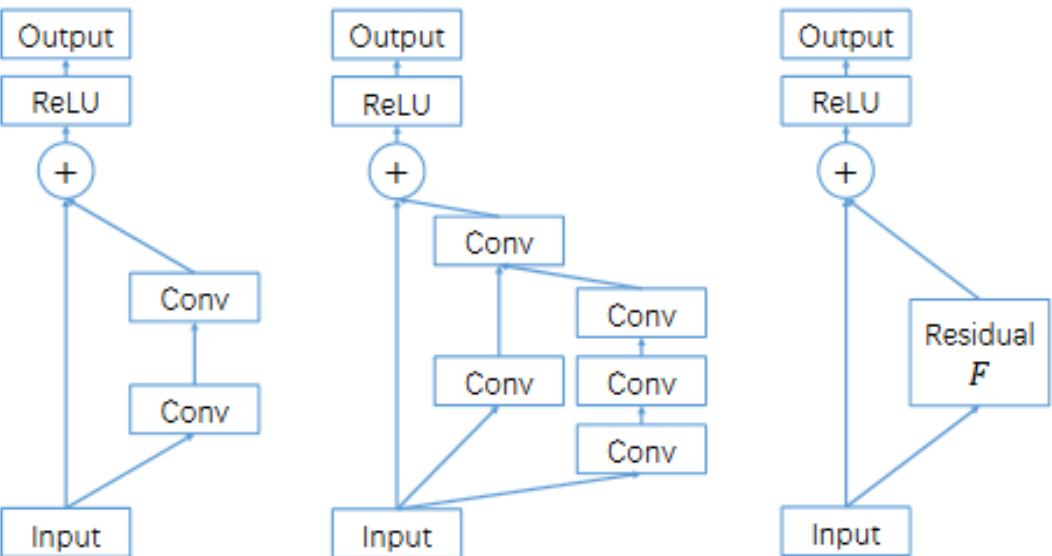 Output
ReLU
+
Conv
Conv
Input
Output
ReLU
+
Conv
Conv
Conv
Conv
Conv
Input
Output
ReLU
+
Residual
F
Input